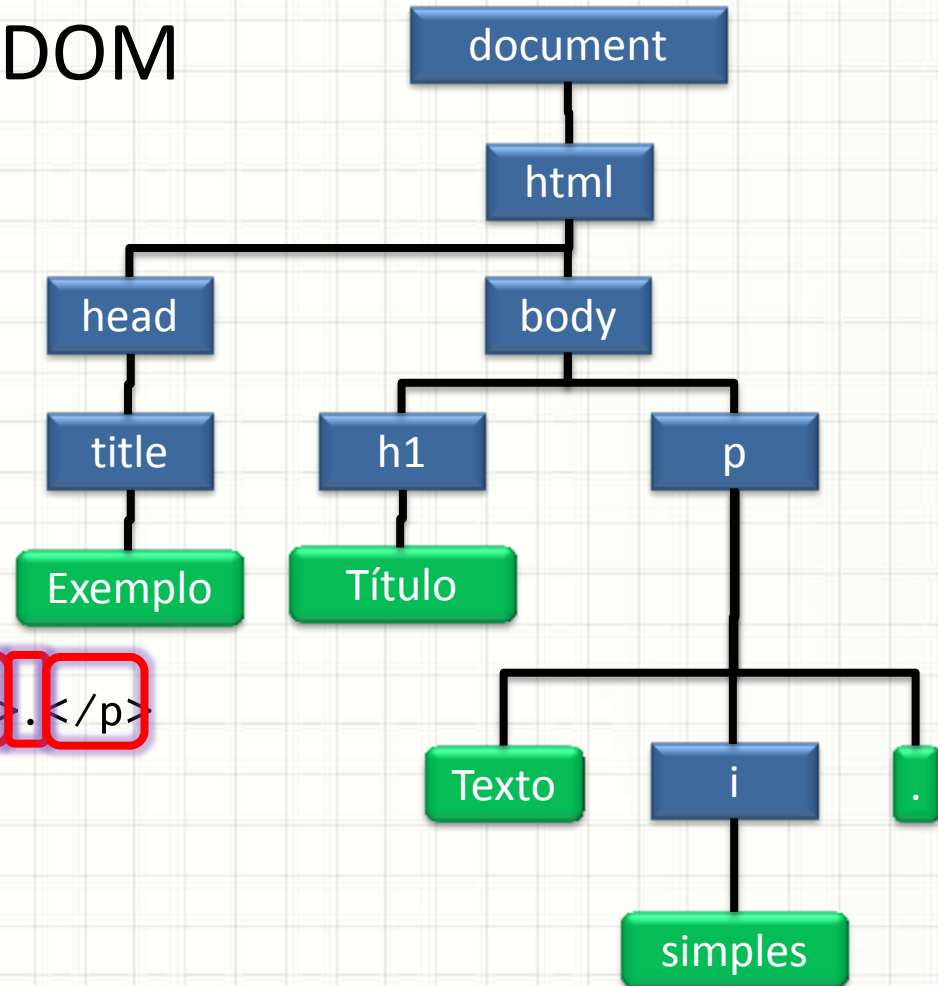 DOM
document
html
head
body
title
h1
p
Exemplo
Título
>.</p>
Texto
i
.
simples